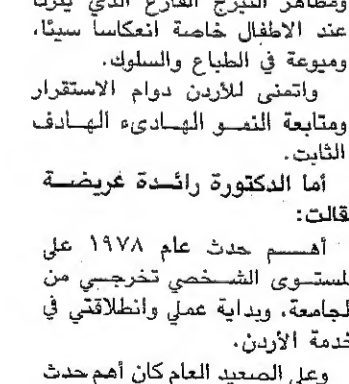 ومظاهر التبرج الفارغ الذي يترك
عند الاطفال خاصة انعكاسا سيئا،
وميوعة في الطباع والسلوك.
واتمنى للأردن دوام الاستقرار
ومتابعة النمو الهادىء الهادف
الثابت.
أما الدكتورة رائدة غريضة
قالت:
أهم حدث عام ١٩٧٨ على
لمستوى الشخصي تخرجي من
لجامعة، وبداية عملي وانطلاقتي في
خدمة الأردن.
وعلى الصعيد العام كان أهم حدث